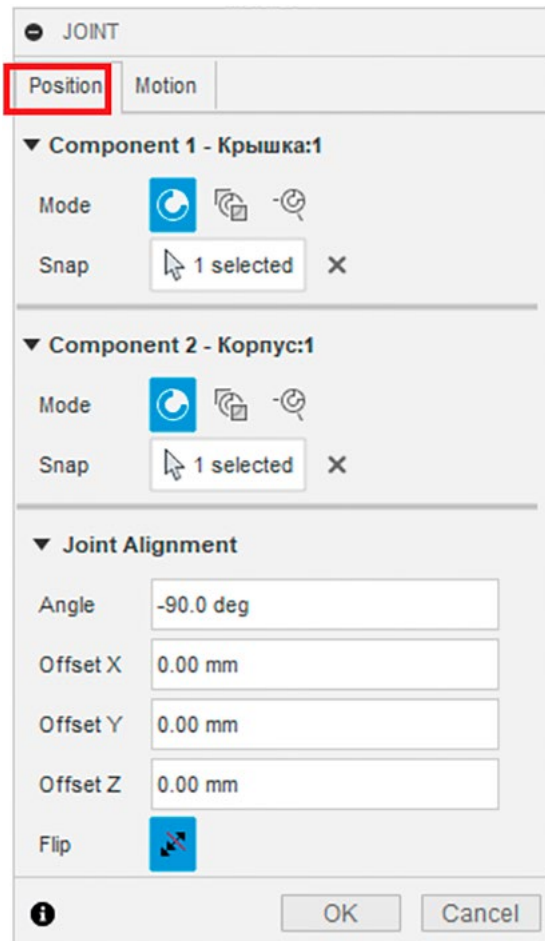 JOINT
Position Motion
Component 1 - Крышка:1
Mode
Snap 1 selected
Component 2 - Корпус:1
Mode
Snap 1 selected
Joint Alignment
Angle -90.0 deg
Offset X 0.00 mm
Offset Y 0.00 mm
Offset Z 0.00 mm
Flip
OK Cancel